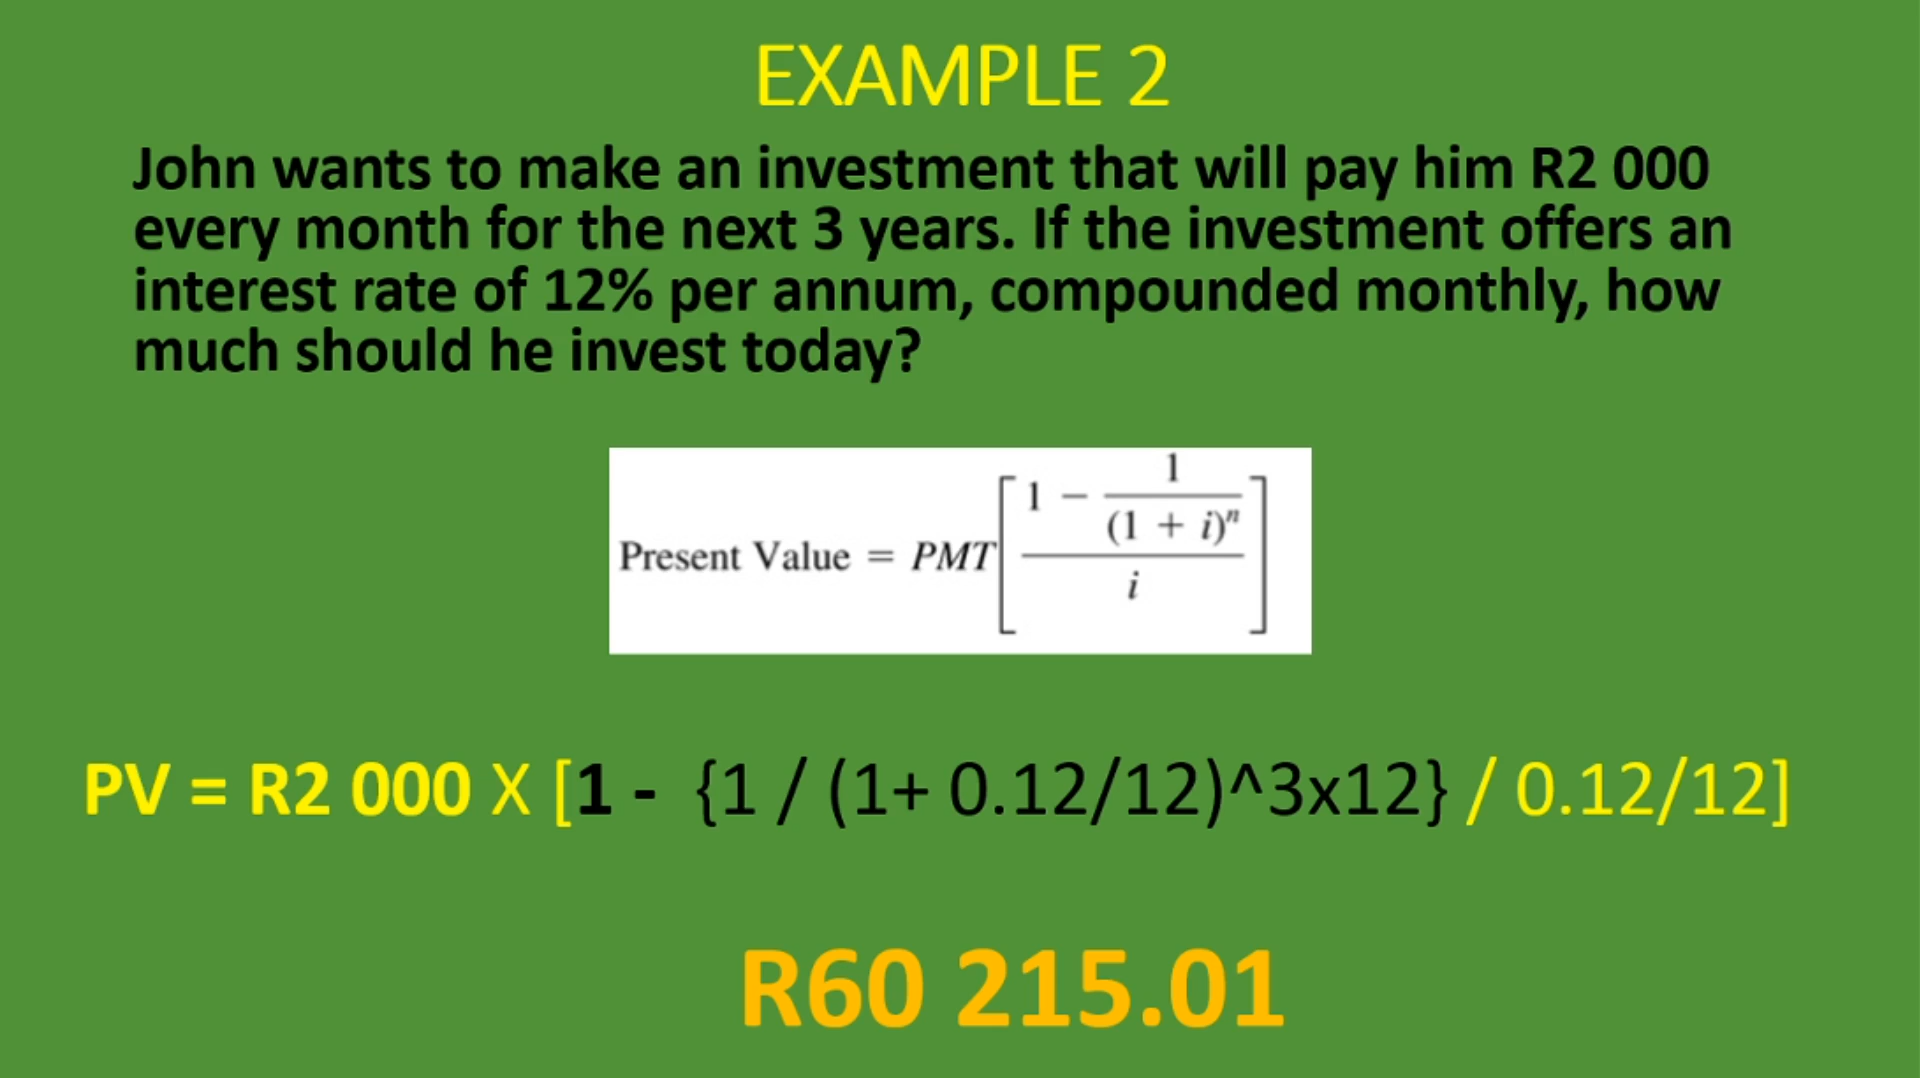 EXAMPLE 2
John wants to make an investment that will pay him R2 000
every month for the next 3 years. If the investment offers an
interest rate of 12% per annum, compounded monthly, how
much should he invest today?
Present Value = PMT[(1 - 1/(1 + i)ⁿ)/i]
PV = R2 000 X [1 - {1 / (1+ 0.12/12)^3x12} / 0.12/12]
R60 215.01